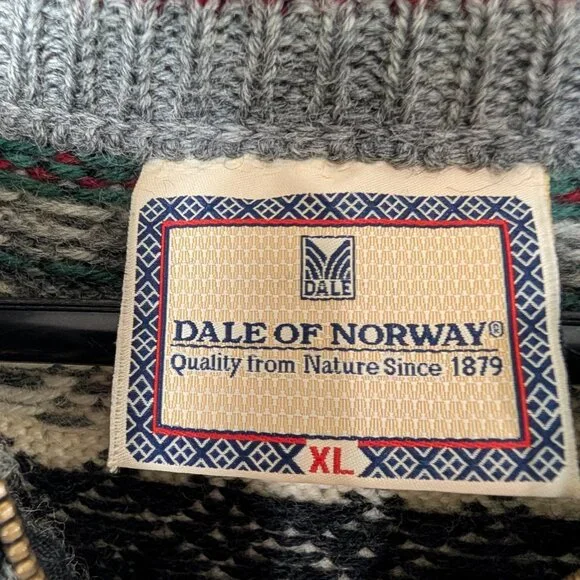 DALE
DALE OF NORWAY®
Quality from Nature Since 1879
XL